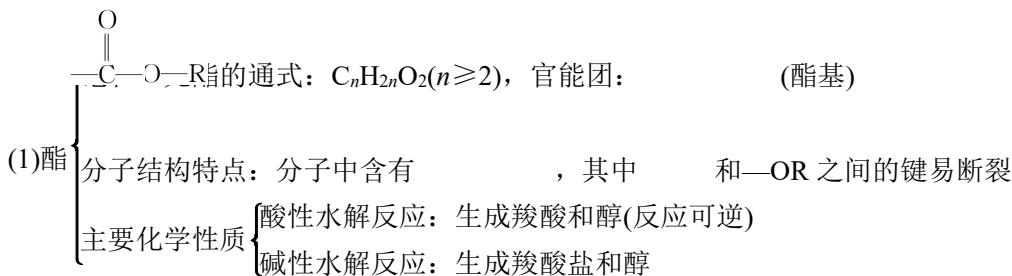 O
‖
—C—O—R 酯的通式：CₙH₂ₙO₂(n≥2)，官能团： (酯基)
(1)酯
分子结构特点：分子中含有 ，其中 和—OR 之间的键易断裂
主要化学性质
酸性水解反应：生成羧酸和醇(反应可逆)
碱性水解反应：生成羧酸盐和醇